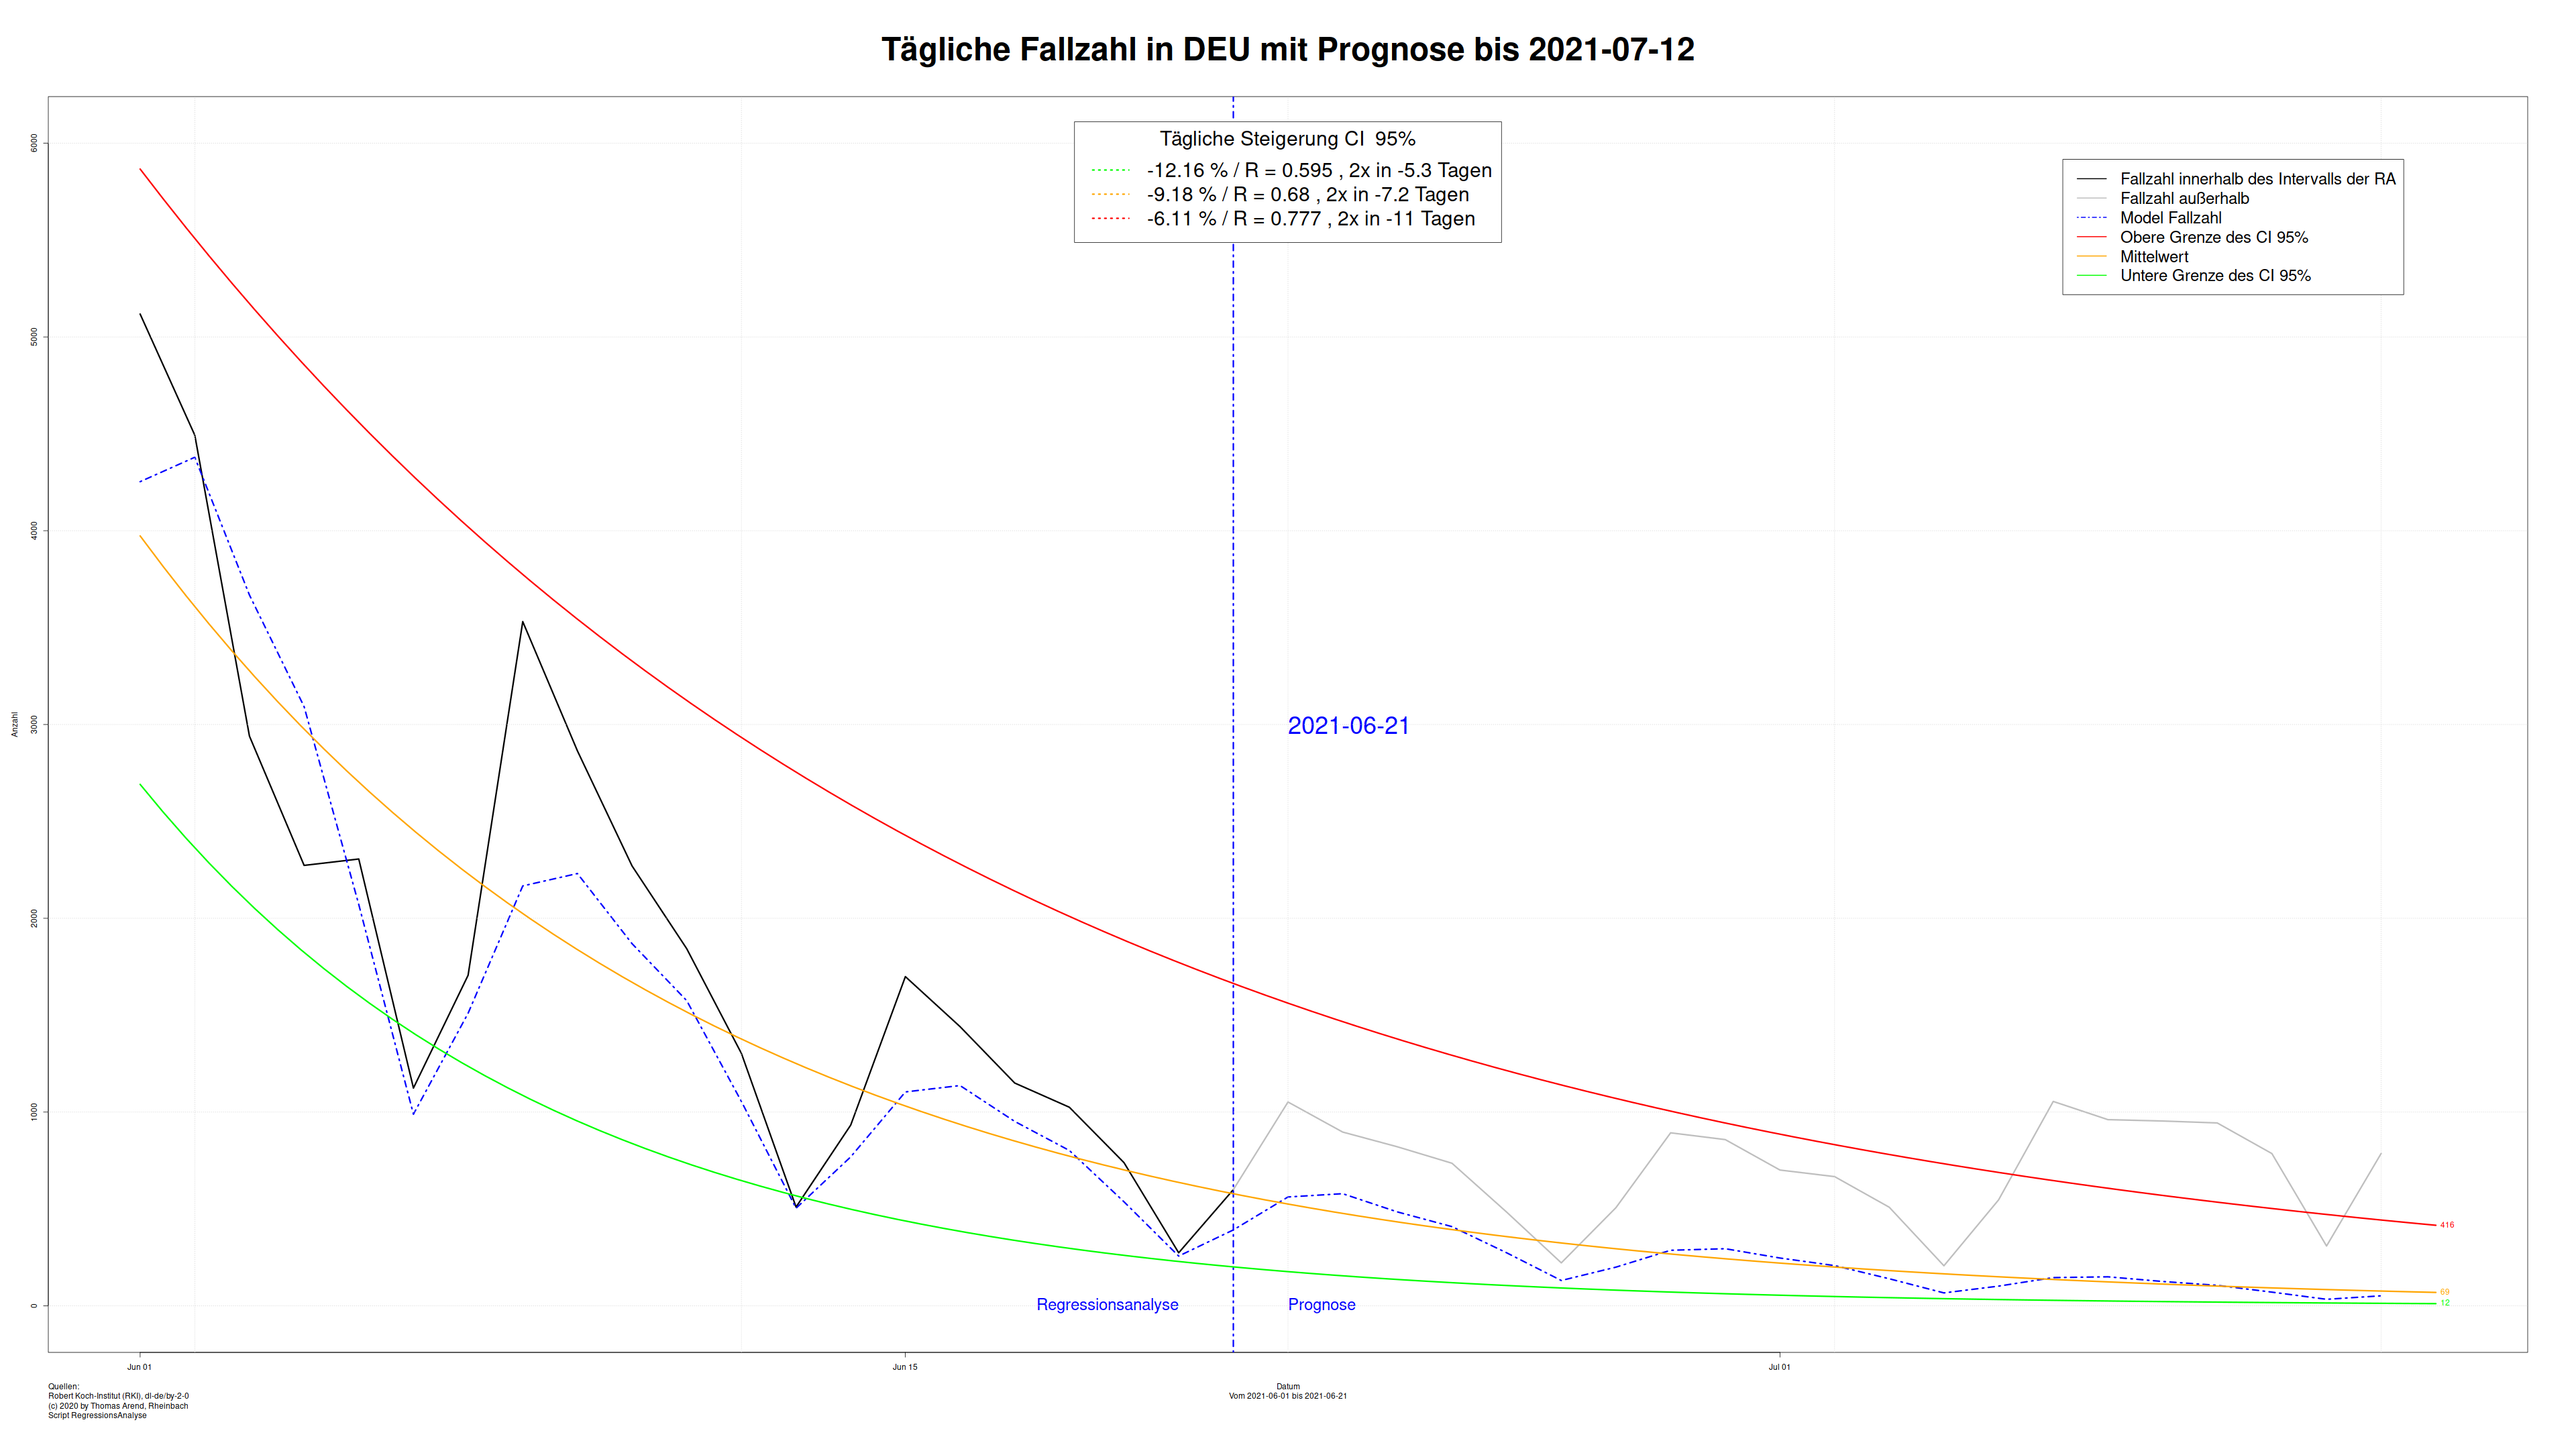 Tägliche Fallzahl in DEU mit Prognose bis 2021-07-12
Tägliche Steigerung CI 95%
-12.16 % / R = 0.595 , 2x in -5.3 Tagen
-9.18 % / R = 0.68 , 2x in -7.2 Tagen
-6.11 % / R = 0.777 , 2x in -11 Tagen
Fallzahl innerhalb des Intervalls der RA
Fallzahl außerhalb
Model Fallzahl
Obere Grenze des CI 95%
Mittelwert
Untere Grenze des CI 95%
6000
5000
4000
3000
2000
1000
0
Anzahl
2021-06-21
416
69
12
Regressionsanalyse
Prognose
Jun 01
Jun 15
Jul 01
Datum
Vom 2021-06-01 bis 2021-06-21
Quellen:
Robert Koch-Institut (RKI), dl-de/by-2-0
(c) 2020 by Thomas Arend, Rheinbach
Script RegressionsAnalyse